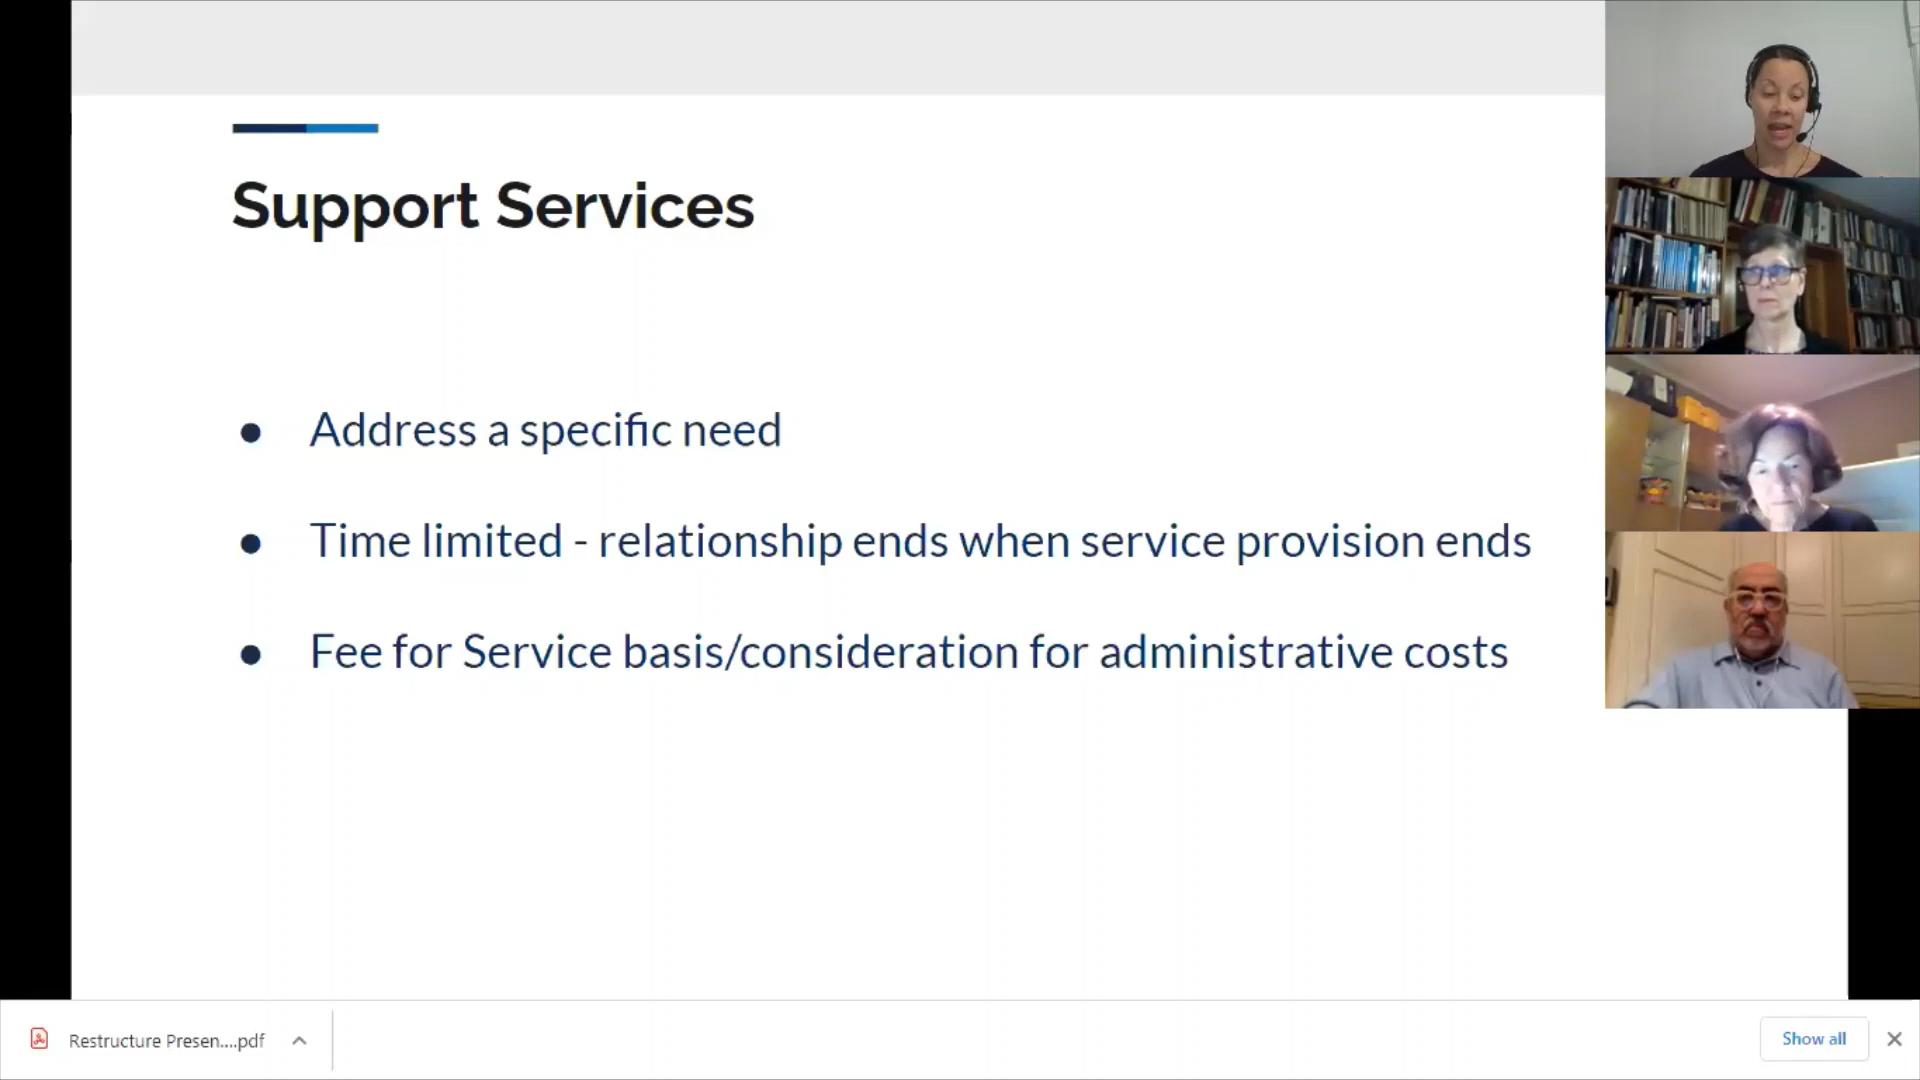 Support Services
● Address a specific need
● Time limited - relationship ends when service provision ends
● Fee for Service basis/consideration for administrative costs
Restructure Presen....pdf
Show all